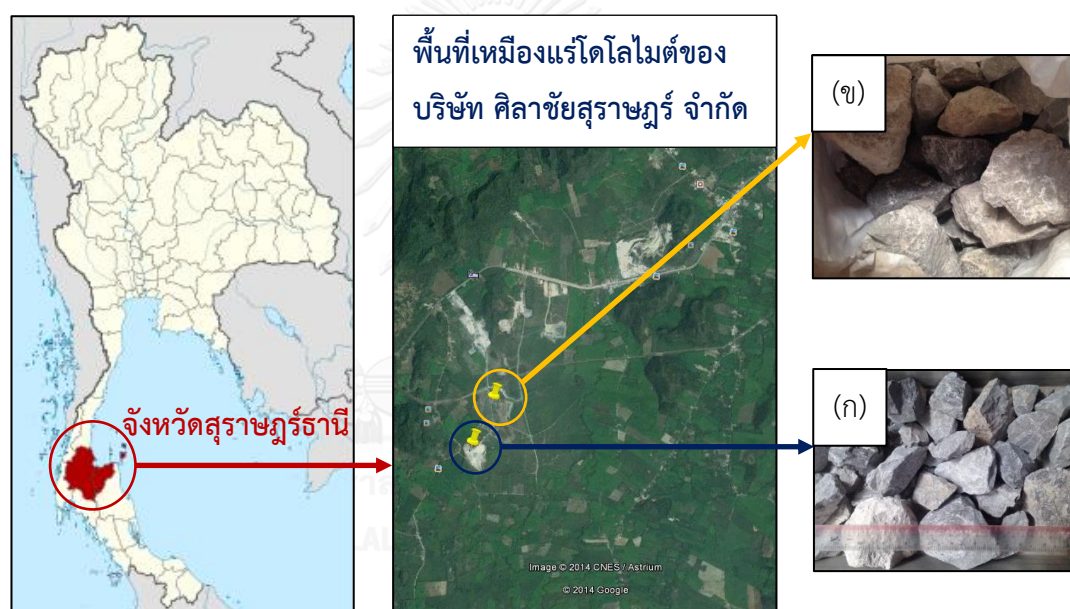 พื้นที่เหมืองแร่โดโลไมต์ของ
บริษัท ศิลาชัยสุราษฎร์ จำกัด
(ข)
จังหวัดสุราษฎร์ธานี
(ก)
Image © 2014 CNES / Astrium
© 2014 Google